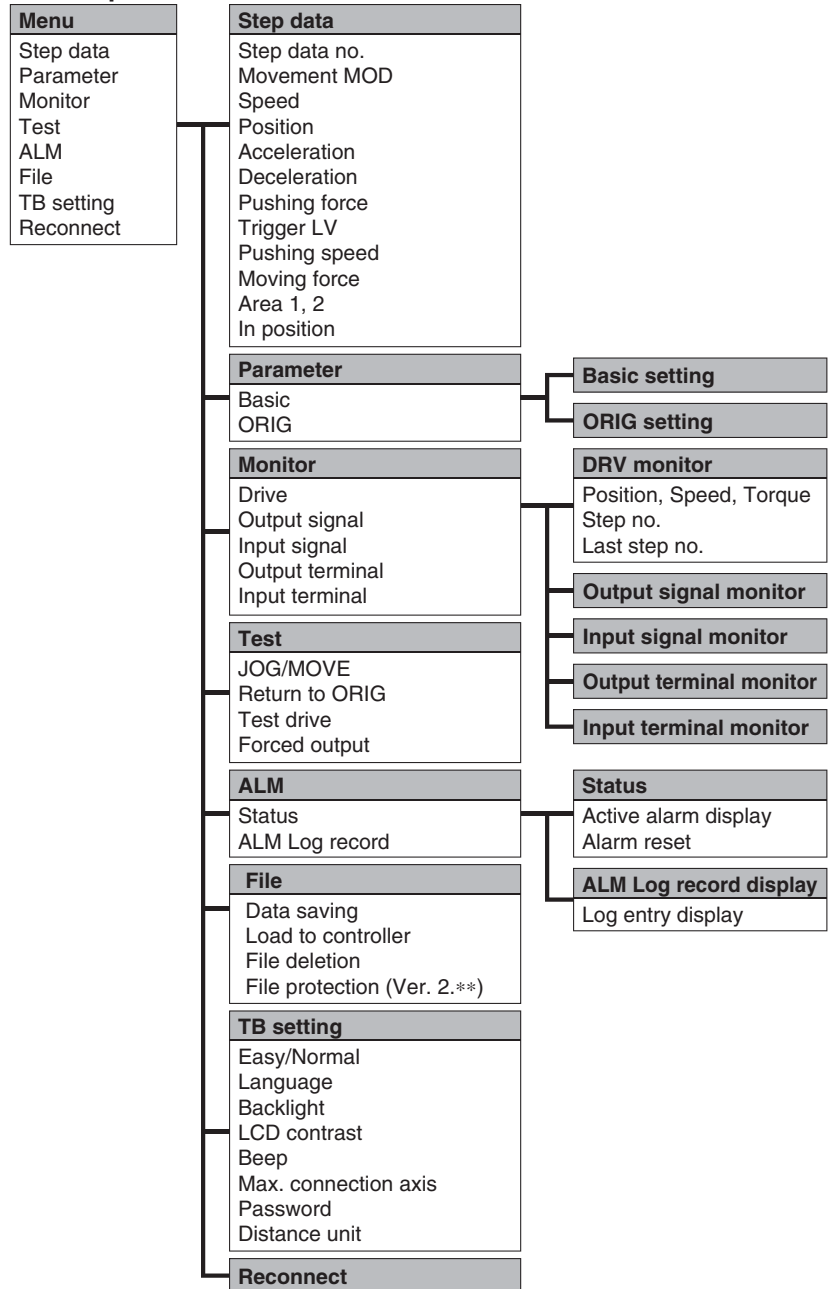 Menu
Step data
Parameter
Monitor
Test
ALM
File
TB setting
Reconnect
Step data
Step data no.
Movement MOD
Speed
Position
Acceleration
Deceleration
Pushing force
Trigger LV
Pushing speed
Moving force
Area 1, 2
In position
Parameter
Basic
ORIG
Basic setting
ORIG setting
Monitor
Drive
Output signal
Input signal
Output terminal
Input terminal
DRV monitor
Position, Speed, Torque
Step no.
Last step no.
Output signal monitor
Input signal monitor
Output terminal monitor
Input terminal monitor
Test
JOG/MOVE
Return to ORIG
Test drive
Forced output
ALM
Status
ALM Log record
Status
Active alarm display
Alarm reset
ALM Log record display
Log entry display
File
Data saving
Load to controller
File deletion
File protection (Ver. 2.∗∗)
TB setting
Easy/Normal
Language
Backlight
LCD contrast
Beep
Max. connection axis
Password
Distance unit
Reconnect